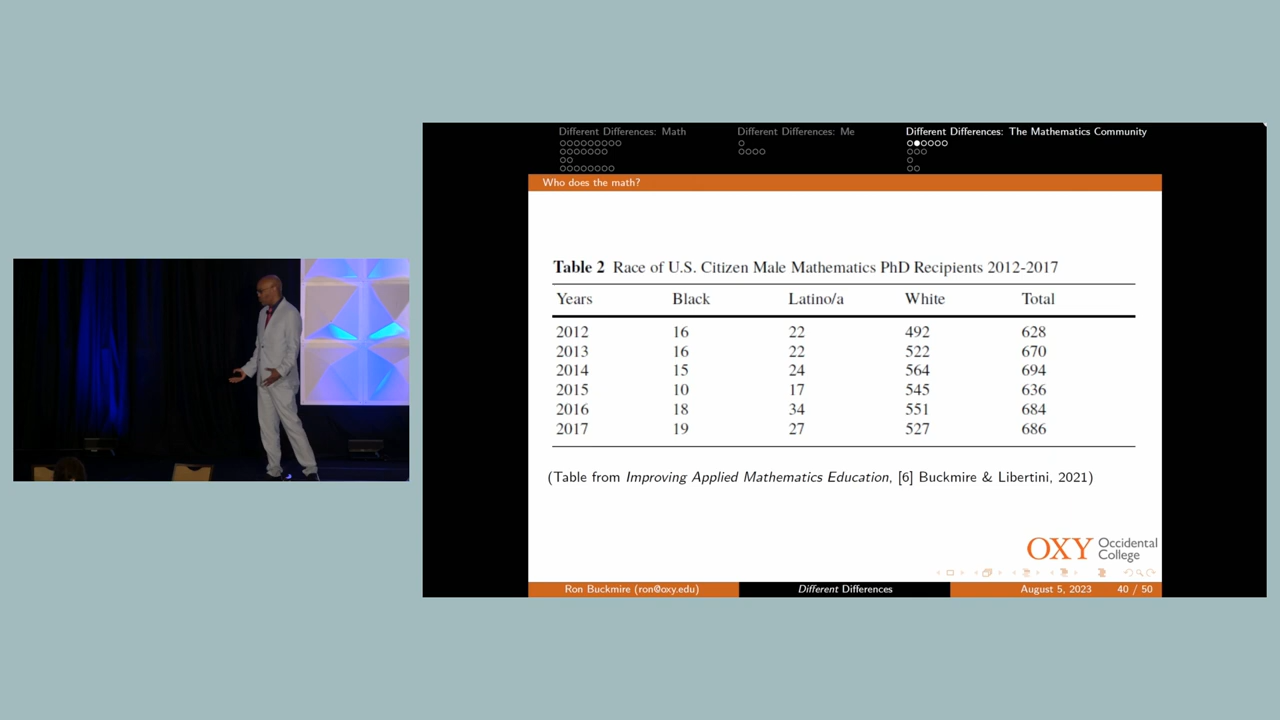 Different Differences: Math
Different Differences: Me
Different Differences: The Mathematics Community
Who does the math?
Table 2 Race of U.S. Citizen Male Mathematics PhD Recipients 2012-2017
Years Black Latino/a White Total
2012 16 22 492 628
2013 16 22 522 670
2014 15 24 564 694
2015 10 17 545 636
2016 18 34 551 684
2017 19 27 527 686
(Table from Improving Applied Mathematics Education, [6] Buckmire & Libertini, 2021)
OXY Occidental
College
Ron Buckmire (ron@oxy.edu) Different Differences August 5, 2023 40 / 50